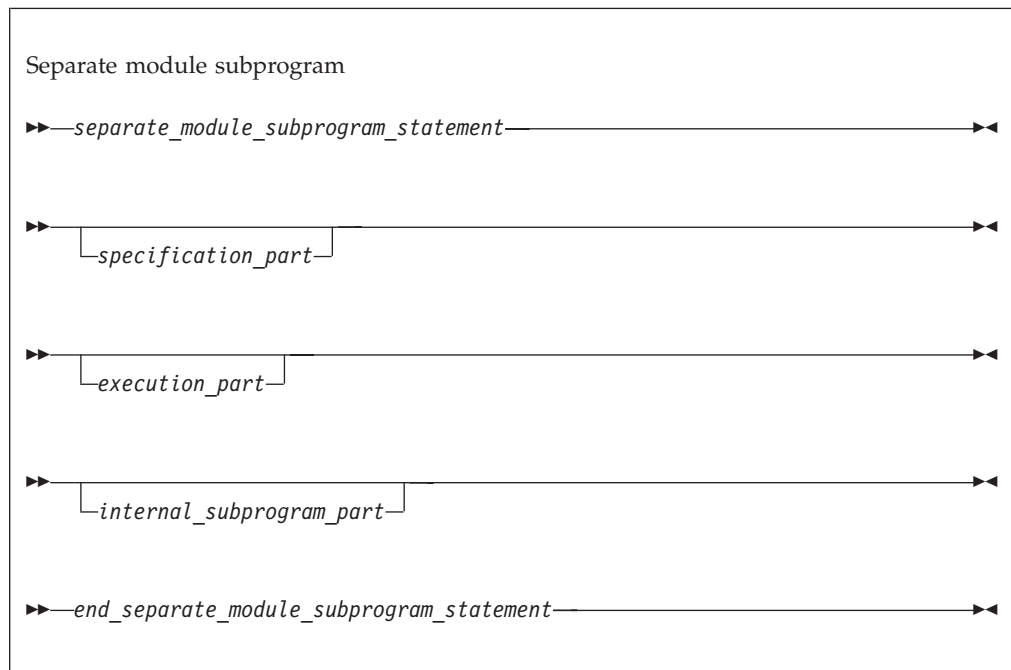 Separate module subprogram
separate_module_subprogram_statement
specification_part
execution_part
internal_subprogram_part
end_separate_module_subprogram_statement